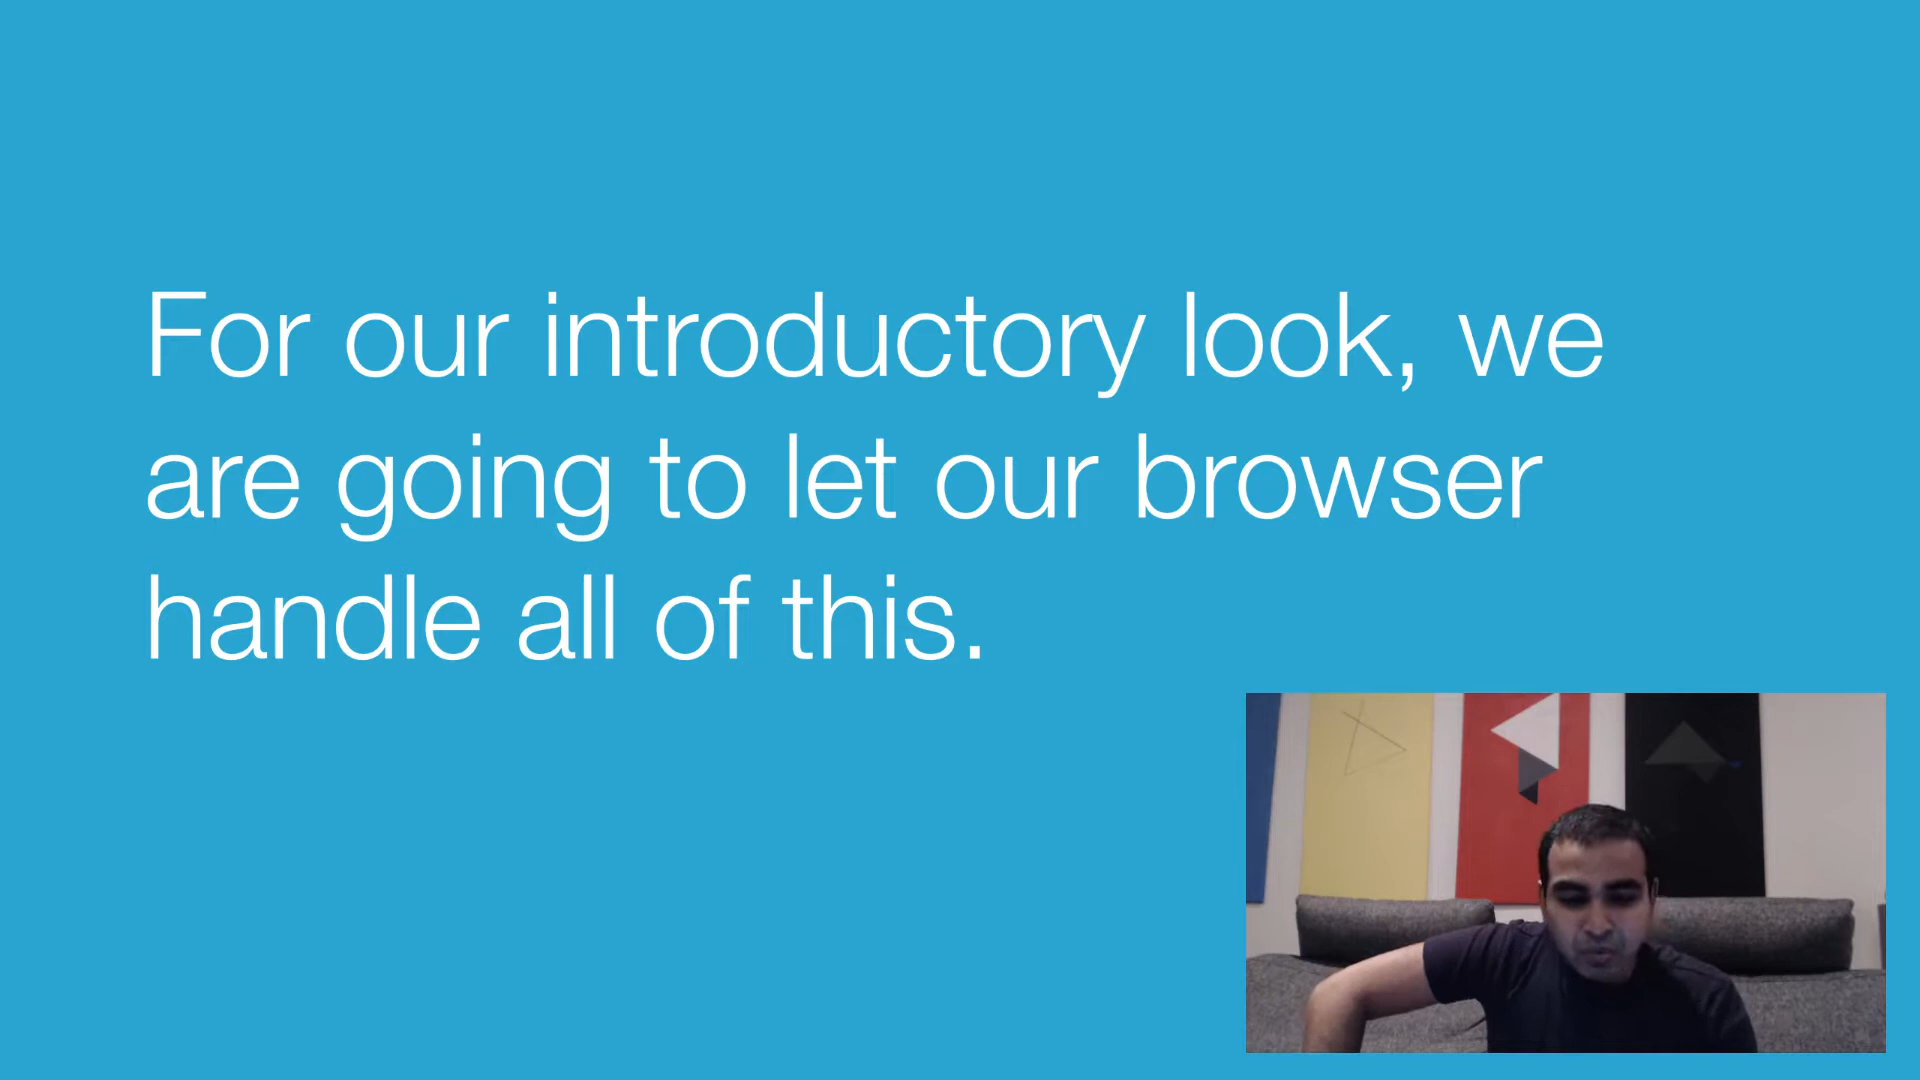 For our introductory look, we
are going to let our browser
handle all of this.